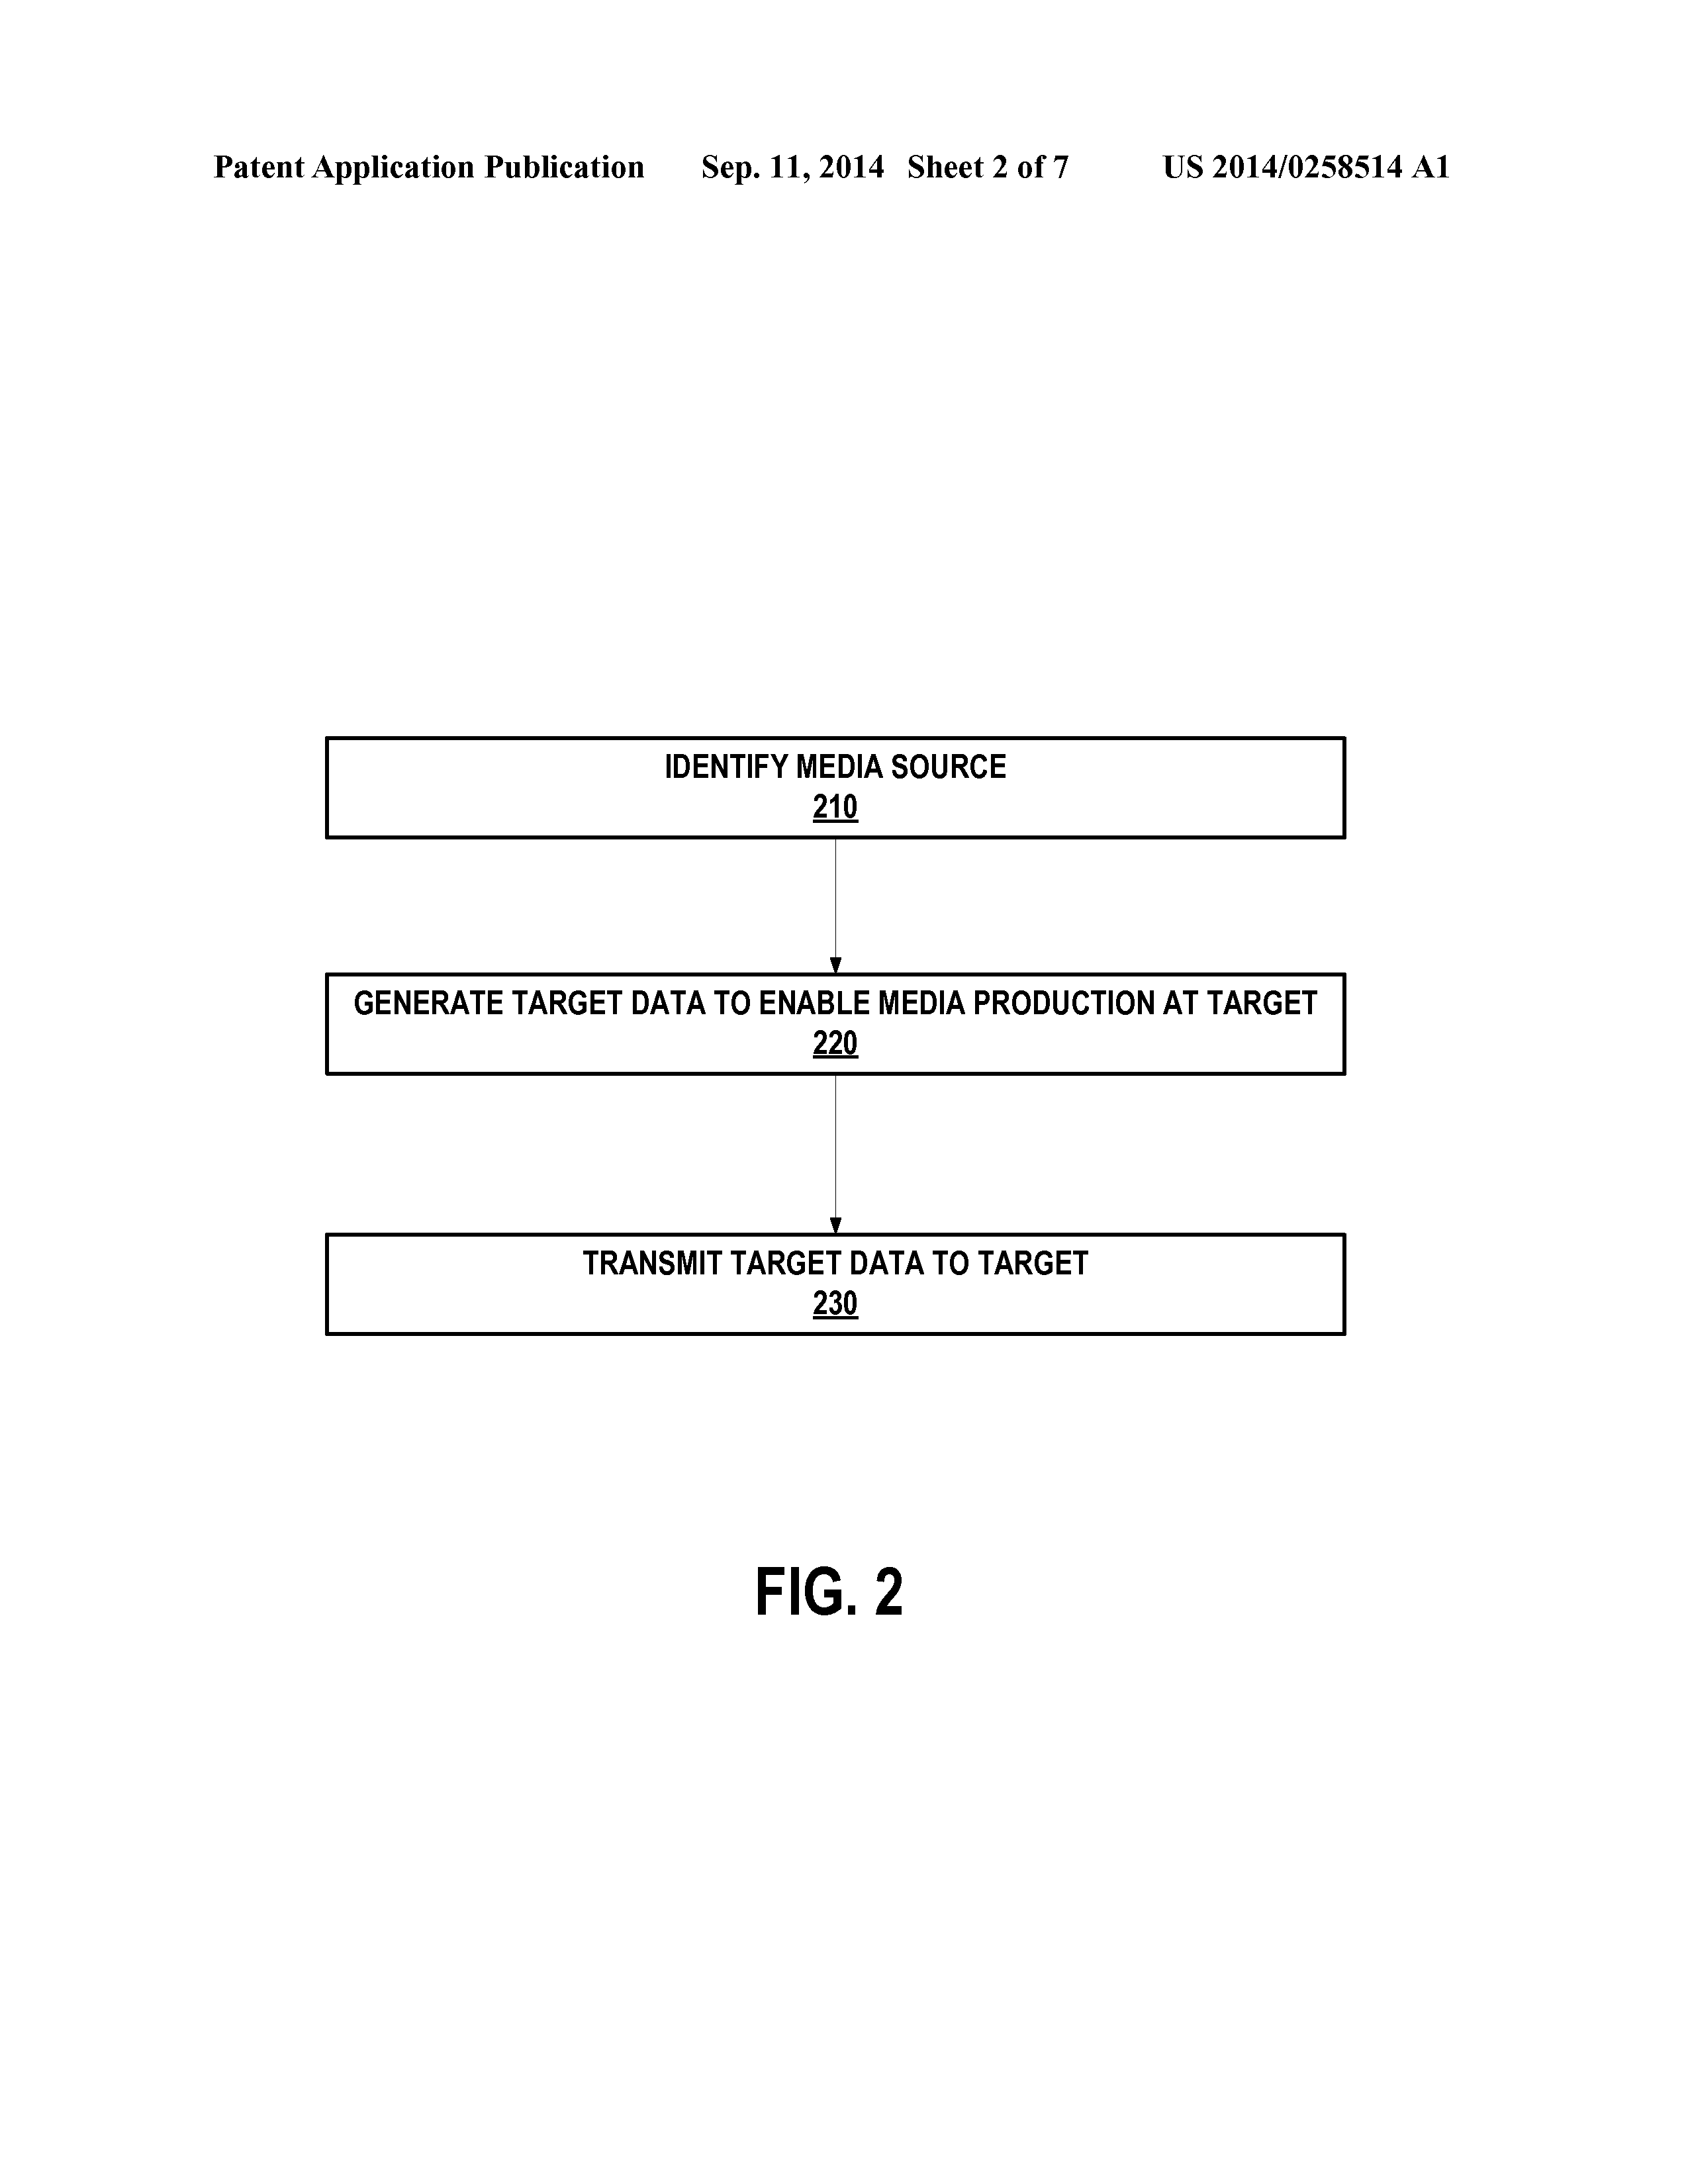 Patent Application Publication Sep. 11, 2014 Sheet 2 of 7 US 2014/0258514 A1
IDENTIFY MEDIA SOURCE
210
GENERATE TARGET DATA TO ENABLE MEDIA PRODUCTION AT TARGET
220
TRANSMIT TARGET DATA TO TARGET
230
FIG. 2